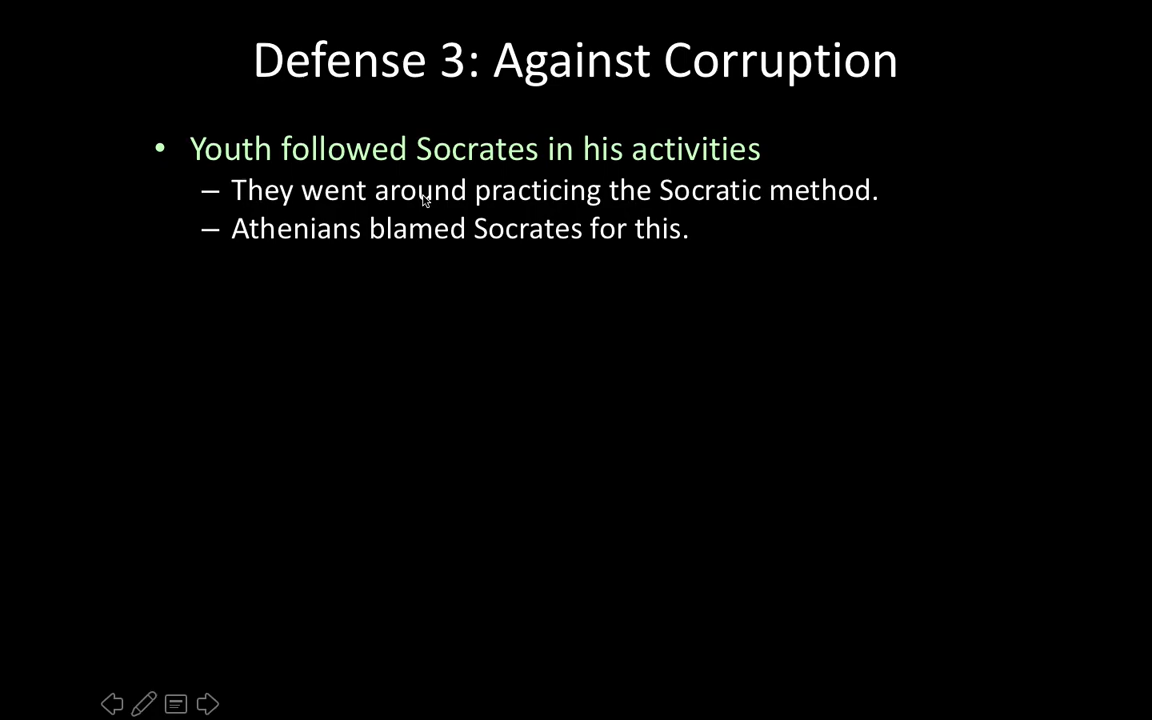 Defense 3: Against Corruption
• Youth followed Socrates in his activities
– They went around practicing the Socratic method.
– Athenians blamed Socrates for this.